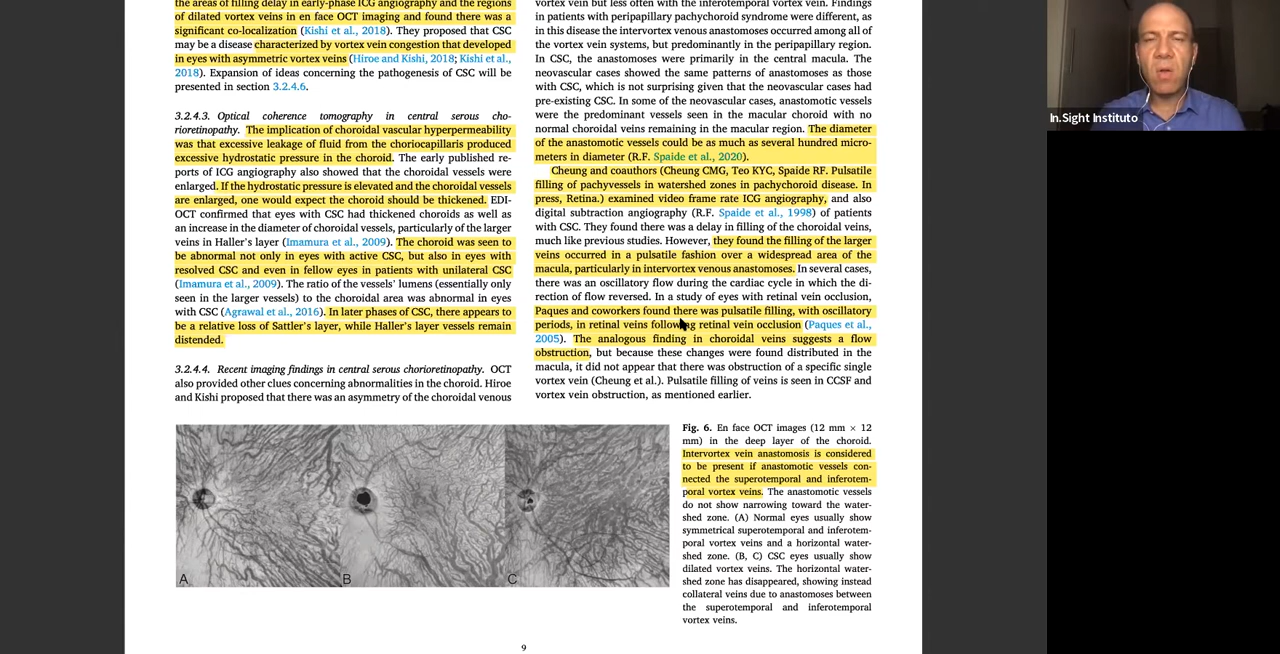 the areas of filling delay in early-phase ICG angiography and the regions
of dilated vortex veins in en face OCT imaging and found there was a
significant co-localization (Kishi et al., 2018). They proposed that CSC
may be a disease characterized by vortex vein congestion that developed
in eyes with asymmetric vortex veins (Hiroe and Kishi, 2018; Kishi et al.,
2018). Expansion of ideas concerning the pathogenesis of CSC will be
presented in section 3.2.4.6.
3.2.4.3. Optical coherence tomography in central serous cho-
rioretinopathy. The implication of choroidal vascular hyperpermeability
was that excessive leakage of fluid from the choriocapillaris produced
excessive hydrostatic pressure in the choroid. The early published re-
ports of ICG angiography also showed that the choroidal vessels were
enlarged. If the hydrostatic pressure is elevated and the choroidal vessels
are enlarged, one would expect the choroid should be thickened. EDI-
OCT confirmed that eyes with CSC had thickened choroids as well as
an increase in the diameter of choroidal vessels, particularly of the larger
veins in Haller's layer (Imamura et al., 2009). The choroid was seen to
be abnormal not only in eyes with active CSC, but also in eyes with
resolved CSC and even in fellow eyes in patients with unilateral CSC
(Imamura et al., 2009). The ratio of the vessels' lumens (essentially only
seen in the larger vessels) to the choroidal area was abnormal in eyes
with CSC (Agrawal et al., 2016). In later phases of CSC, there appears to
be a relative loss of Sattler's layer, while Haller's layer vessels remain
distended.
3.2.4.4. Recent imaging findings in central serous chorioretinopathy. OCT
also provided other clues concerning abnormalities in the choroid. Hiroe
and Kishi proposed that there was an asymmetry of the choroidal venous
vortex vein but less often with the inferotemporal vortex vein. Findings
in patients with peripapillary pachychoroid syndrome were different, as
in this disease the intervortex venous anastomoses occurred among all of
the vortex vein systems, but predominantly in the peripapillary region.
In CSC, the anastomoses were primarily in the central macula. The
neovascular cases showed the same patterns of anastomoses as those
with CSC, which is not surprising given that the neovascular cases had
pre-existing CSC. In some of the neovascular cases, anastomotic vessels
were the predominant vessels seen in the macular choroid with no
normal choroidal veins remaining in the macular region. The diameter
of the anastomotic vessels could be as much as several hundred micro-
meters in diameter (R.F. Spaide et al., 2020).
Cheung and coauthors (Cheung CMG, Teo KYC, Spaide RF. Pulsatile
filling of pachyvessels in watershed zones in pachychoroid disease. In
press, Retina.) examined video frame rate ICG angiography, and also
digital subtraction angiography (R.F. Spaide et al., 1998) of patients
with CSC. They found there was a delay in filling of the choroidal veins,
much like previous studies. However, they found the filling of the larger
veins occurred in a pulsatile fashion over a widespread area of the
macula, particularly in intervortex venous anastomoses. In several cases,
there was an oscillatory flow during the cardiac cycle in which the di-
rection of flow reversed. In a study of eyes with retinal vein occlusion,
Paques and coworkers found there was pulsatile filling, with oscillatory
periods, in retinal veins following retinal vein occlusion (Paques et al.,
2005). The analogous finding in choroidal veins suggests a flow
obstruction, but because these changes were found distributed in the
macula, it did not appear that there was obstruction of a specific single
vortex vein (Cheung et al.). Pulsatile filling of veins is seen in CCSF and
vortex vein obstruction, as mentioned earlier.
A
B
C
Fig. 6. En face OCT images (12 mm × 12
mm) in the deep layer of the choroid.
Intervortex vein anastomosis is considered
to be present if anastomotic vessels con-
nected the superotemporal and inferotem-
poral vortex veins. The anastomotic vessels
do not show narrowing toward the water-
shed zone. (A) Normal eyes usually show
symmetrical superotemporal and inferotem-
poral vortex veins and a horizontal water-
shed zone. (B, C) CSC eyes usually show
dilated vortex veins. The horizontal water-
shed zone has disappeared, showing instead
collateral veins due to anastomoses between
the superotemporal and inferotemporal
vortex veins.
9
In.Sight Instituto